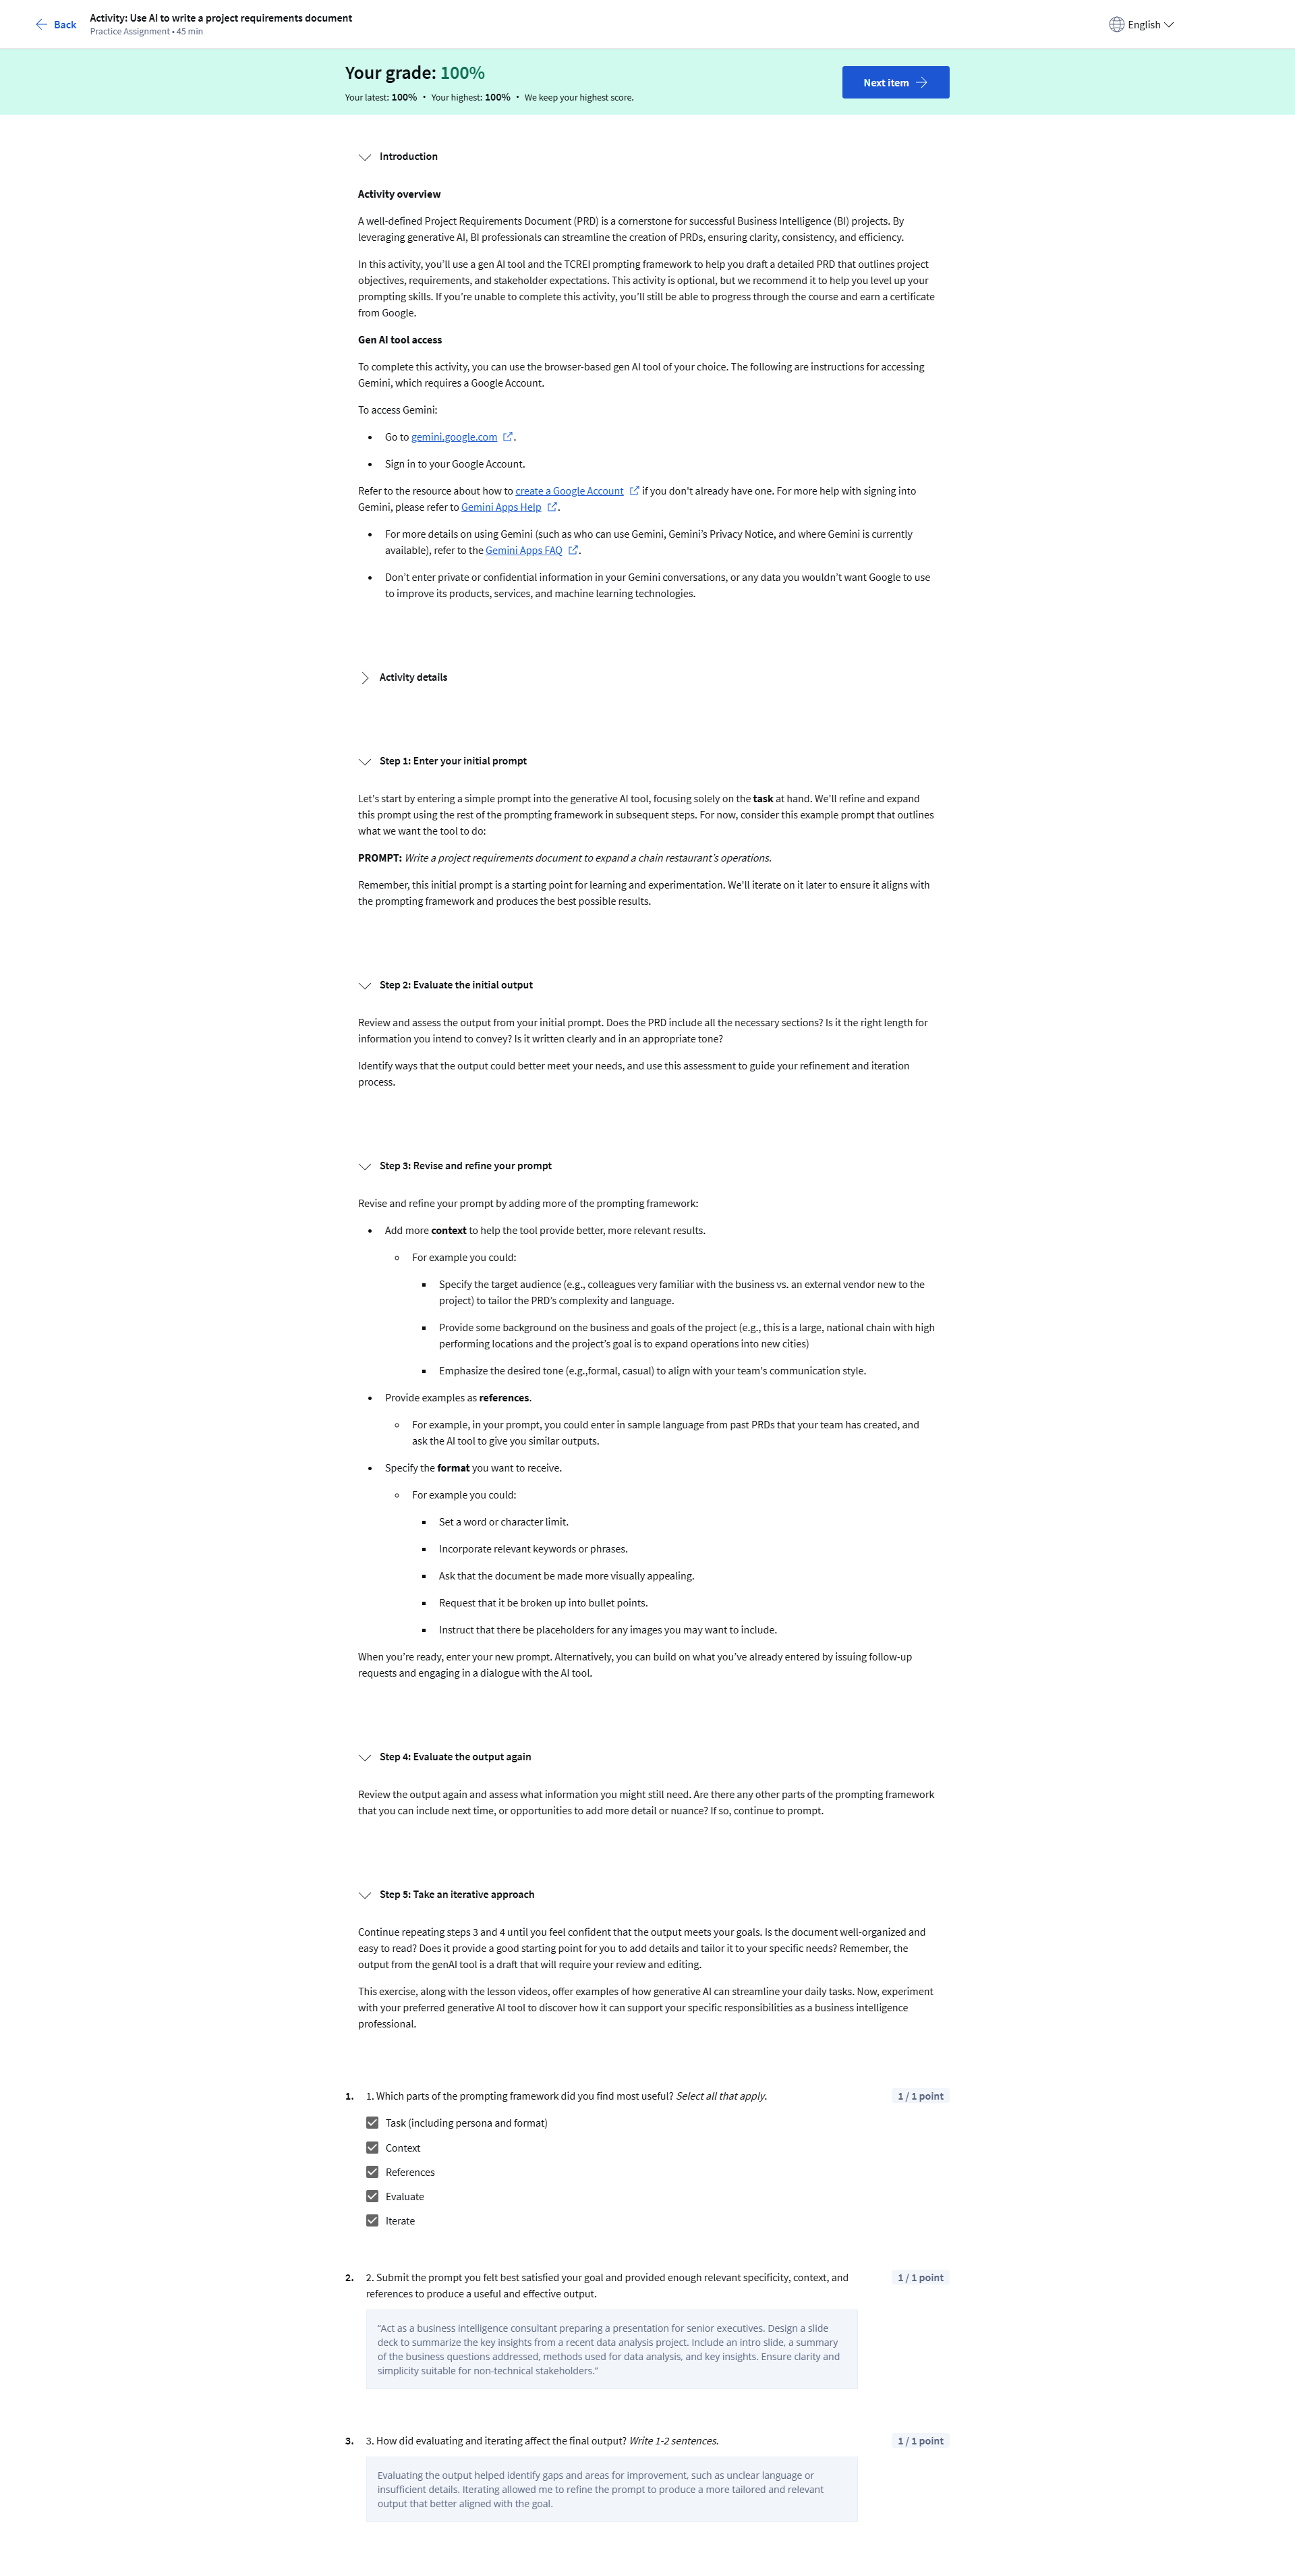 Back
Activity: Use AI to write a project requirements document
Practice Assignment • 45 min
English
Your grade: 100%
Your latest: 100% • Your highest: 100% • We keep your highest score.
Next item
Introduction
Activity overview
A well-defined Project Requirements Document (PRD) is a cornerstone for successful Business Intelligence (BI) projects. By
leveraging generative AI, BI professionals can streamline the creation of PRDs, ensuring clarity, consistency, and efficiency.
In this activity, you’ll use a gen AI tool and the TCREI prompting framework to help you draft a detailed PRD that outlines project
objectives, requirements, and stakeholder expectations. This activity is optional, but we recommend it to help you level up your
prompting skills. If you’re unable to complete this activity, you’ll still be able to progress through the course and earn a certificate
from Google.
Gen AI tool access
To complete this activity, you can use the browser-based gen AI tool of your choice. The following are instructions for accessing
Gemini, which requires a Google Account.
To access Gemini:
• Go to gemini.google.com.
• Sign in to your Google Account.
Refer to the resource about how to create a Google Account if you don't already have one. For more help with signing into
Gemini, please refer to Gemini Apps Help.
• For more details on using Gemini (such as who can use Gemini, Gemini’s Privacy Notice, and where Gemini is currently
available), refer to the Gemini Apps FAQ.
• Don’t enter private or confidential information in your Gemini conversations, or any data you wouldn’t want Google to use
to improve its products, services, and machine learning technologies.
Activity details
Step 1: Enter your initial prompt
Let's start by entering a simple prompt into the generative AI tool, focusing solely on the task at hand. We'll refine and expand
this prompt using the rest of the prompting framework in subsequent steps. For now, consider this example prompt that outlines
what we want the tool to do:
PROMPT: Write a project requirements document to expand a chain restaurant’s operations.
Remember, this initial prompt is a starting point for learning and experimentation. We'll iterate on it later to ensure it aligns with
the prompting framework and produces the best possible results.
Step 2: Evaluate the initial output
Review and assess the output from your initial prompt. Does the PRD include all the necessary sections? Is it the right length for
information you intend to convey? Is it written clearly and in an appropriate tone?
Identify ways that the output could better meet your needs, and use this assessment to guide your refinement and iteration
process.
Step 3: Revise and refine your prompt
Revise and refine your prompt by adding more of the prompting framework:
• Add more context to help the tool provide better, more relevant results.
○ For example you could:
▪ Specify the target audience (e.g., colleagues very familiar with the business vs. an external vendor new to the
project) to tailor the PRD’s complexity and language.
▪ Provide some background on the business and goals of the project (e.g., this is a large, national chain with high
performing locations and the project’s goal is to expand operations into new cities)
▪ Emphasize the desired tone (e.g.,formal, casual) to align with your team’s communication style.
• Provide examples as references.
○ For example, in your prompt, you could enter in sample language from past PRDs that your team has created, and
ask the AI tool to give you similar outputs.
• Specify the format you want to receive.
○ For example you could:
▪ Set a word or character limit.
▪ Incorporate relevant keywords or phrases.
▪ Ask that the document be made more visually appealing.
▪ Request that it be broken up into bullet points.
▪ Instruct that there be placeholders for any images you may want to include.
When you’re ready, enter your new prompt. Alternatively, you can build on what you’ve already entered by issuing follow-up
requests and engaging in a dialogue with the AI tool.
Step 4: Evaluate the output again
Review the output again and assess what information you might still need. Are there any other parts of the prompting framework
that you can include next time, or opportunities to add more detail or nuance? If so, continue to prompt.
Step 5: Take an iterative approach
Continue repeating steps 3 and 4 until you feel confident that the output meets your goals. Is the document well-organized and
easy to read? Does it provide a good starting point for you to add details and tailor it to your specific needs? Remember, the
output from the genAI tool is a draft that will require your review and editing.
This exercise, along with the lesson videos, offer examples of how generative AI can streamline your daily tasks. Now, experiment
with your preferred generative AI tool to discover how it can support your specific responsibilities as a business intelligence
professional.
1. 1. Which parts of the prompting framework did you find most useful? Select all that apply.
1 / 1 point
Task (including persona and format)
Context
References
Evaluate
Iterate
2. 2. Submit the prompt you felt best satisfied your goal and provided enough relevant specificity, context, and
references to produce a useful and effective output.
1 / 1 point
“Act as a business intelligence consultant preparing a presentation for senior executives. Design a slide
deck to summarize the key insights from a recent data analysis project. Include an intro slide, a summary
of the business questions addressed, methods used for data analysis, and key insights. Ensure clarity and
simplicity suitable for non-technical stakeholders.”
3. 3. How did evaluating and iterating affect the final output? Write 1-2 sentences.
1 / 1 point
Evaluating the output helped identify gaps and areas for improvement, such as unclear language or
insufficient details. Iterating allowed me to refine the prompt to produce a more tailored and relevant
output that better aligned with the goal.